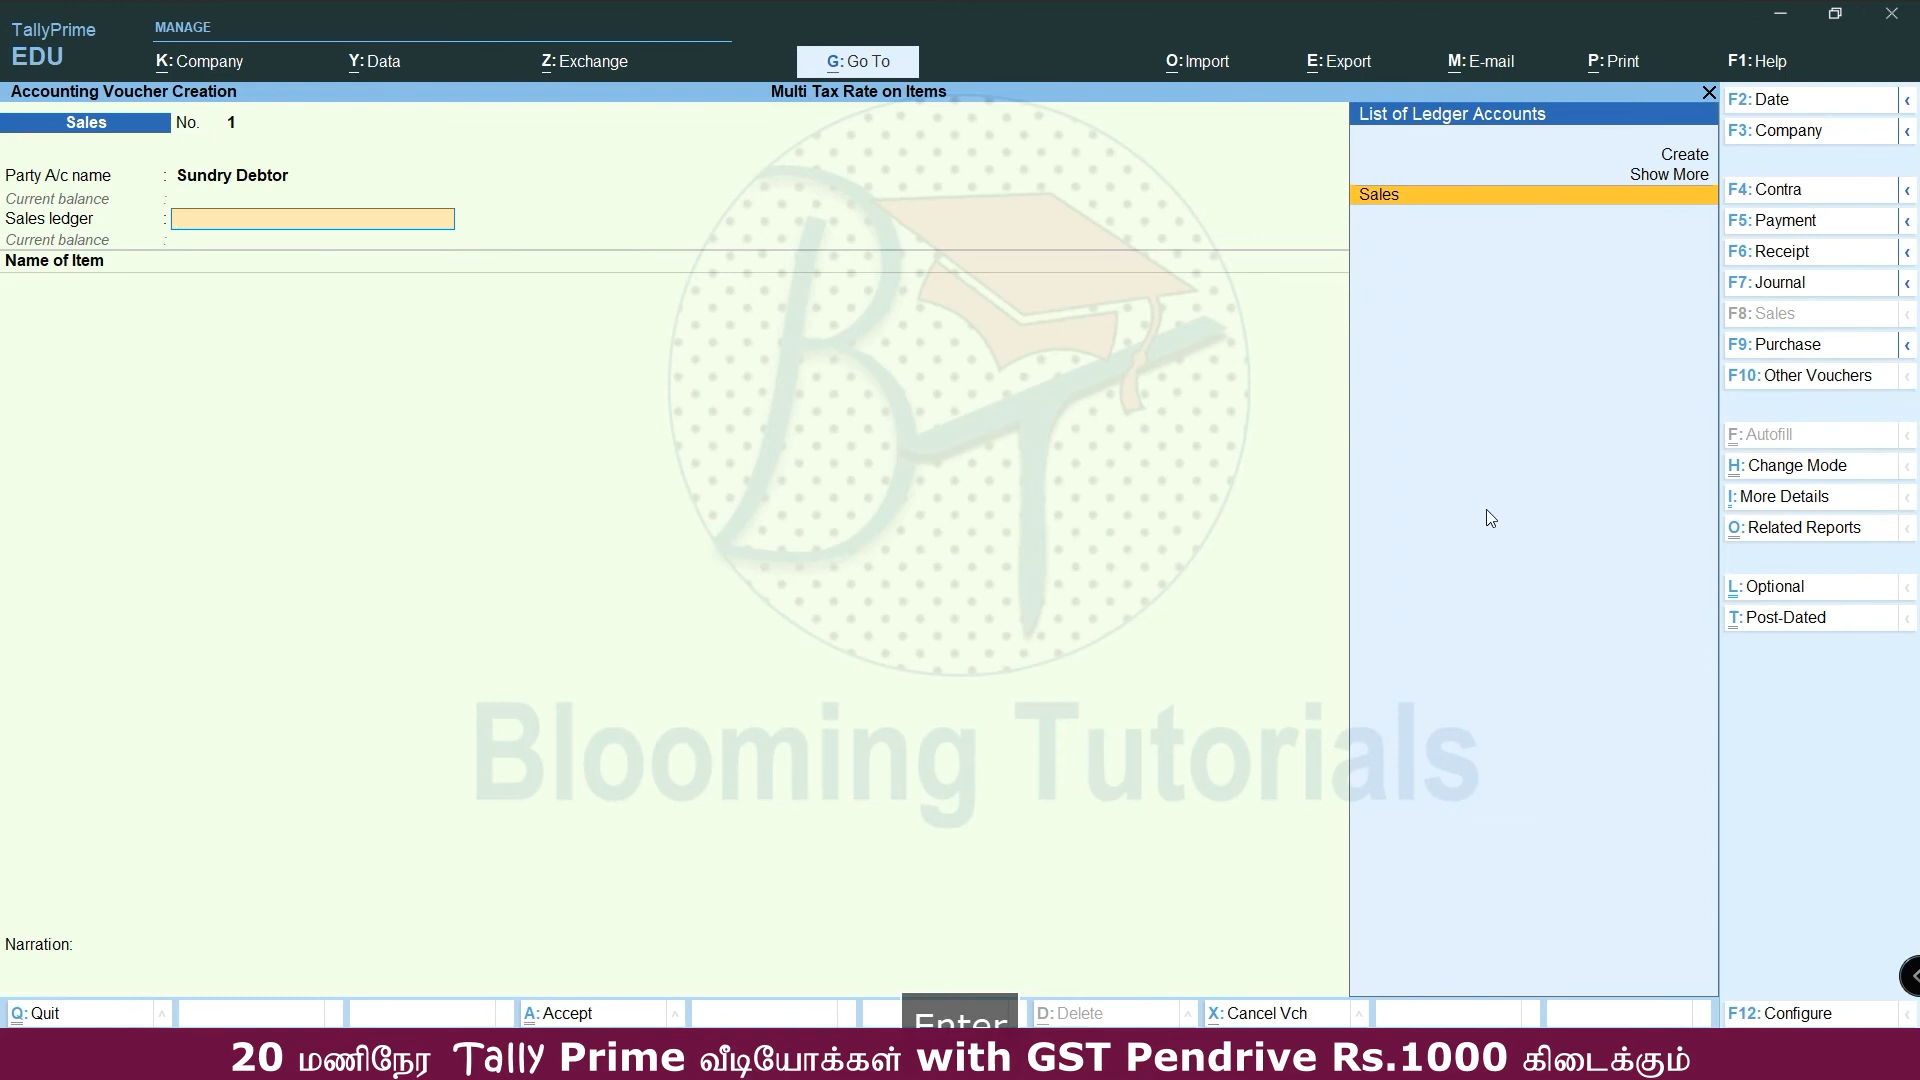 TallyPrime
EDU
MANAGE
K: Company
Y: Data
Z: Exchange
G: Go To
O: Import
E: Export
M: E-mail
P: Print
F1: Help
Accounting Voucher Creation
Multi Tax Rate on Items
Sales No. 1
Party A/c name : Sundry Debtor
Current balance :
Sales ledger :
Current balance :
Name of Item
List of Ledger Accounts
Create
Show More
Sales
F2: Date
F3: Company
F4: Contra
F5: Payment
F6: Receipt
F7: Journal
F8: Sales
F9: Purchase
F10: Other Vouchers
F: Autofill
H: Change Mode
I: More Details
O: Related Reports
L: Optional
T: Post-Dated
BT
Blooming Tutorials
Narration:
Q: Quit
A: Accept
Enter
D: Delete
X: Cancel Vch
F12: Configure
20 மணிநேர Tally Prime வீடியோக்கள் with GST Pendrive Rs.1000 கிடைக்கும்